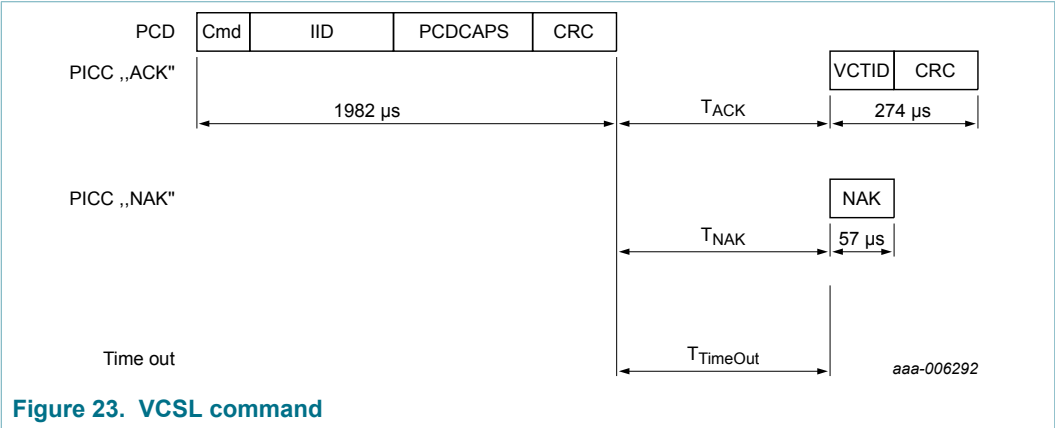 PCD Cmd IID PCDCAPS CRC
PICC ,,ACK" VCTID CRC
1982 µs TACK 274 µs
PICC ,,NAK" NAK
TNAK 57 µs
Time out TTimeOut aaa-006292
Figure 23. VCSL command